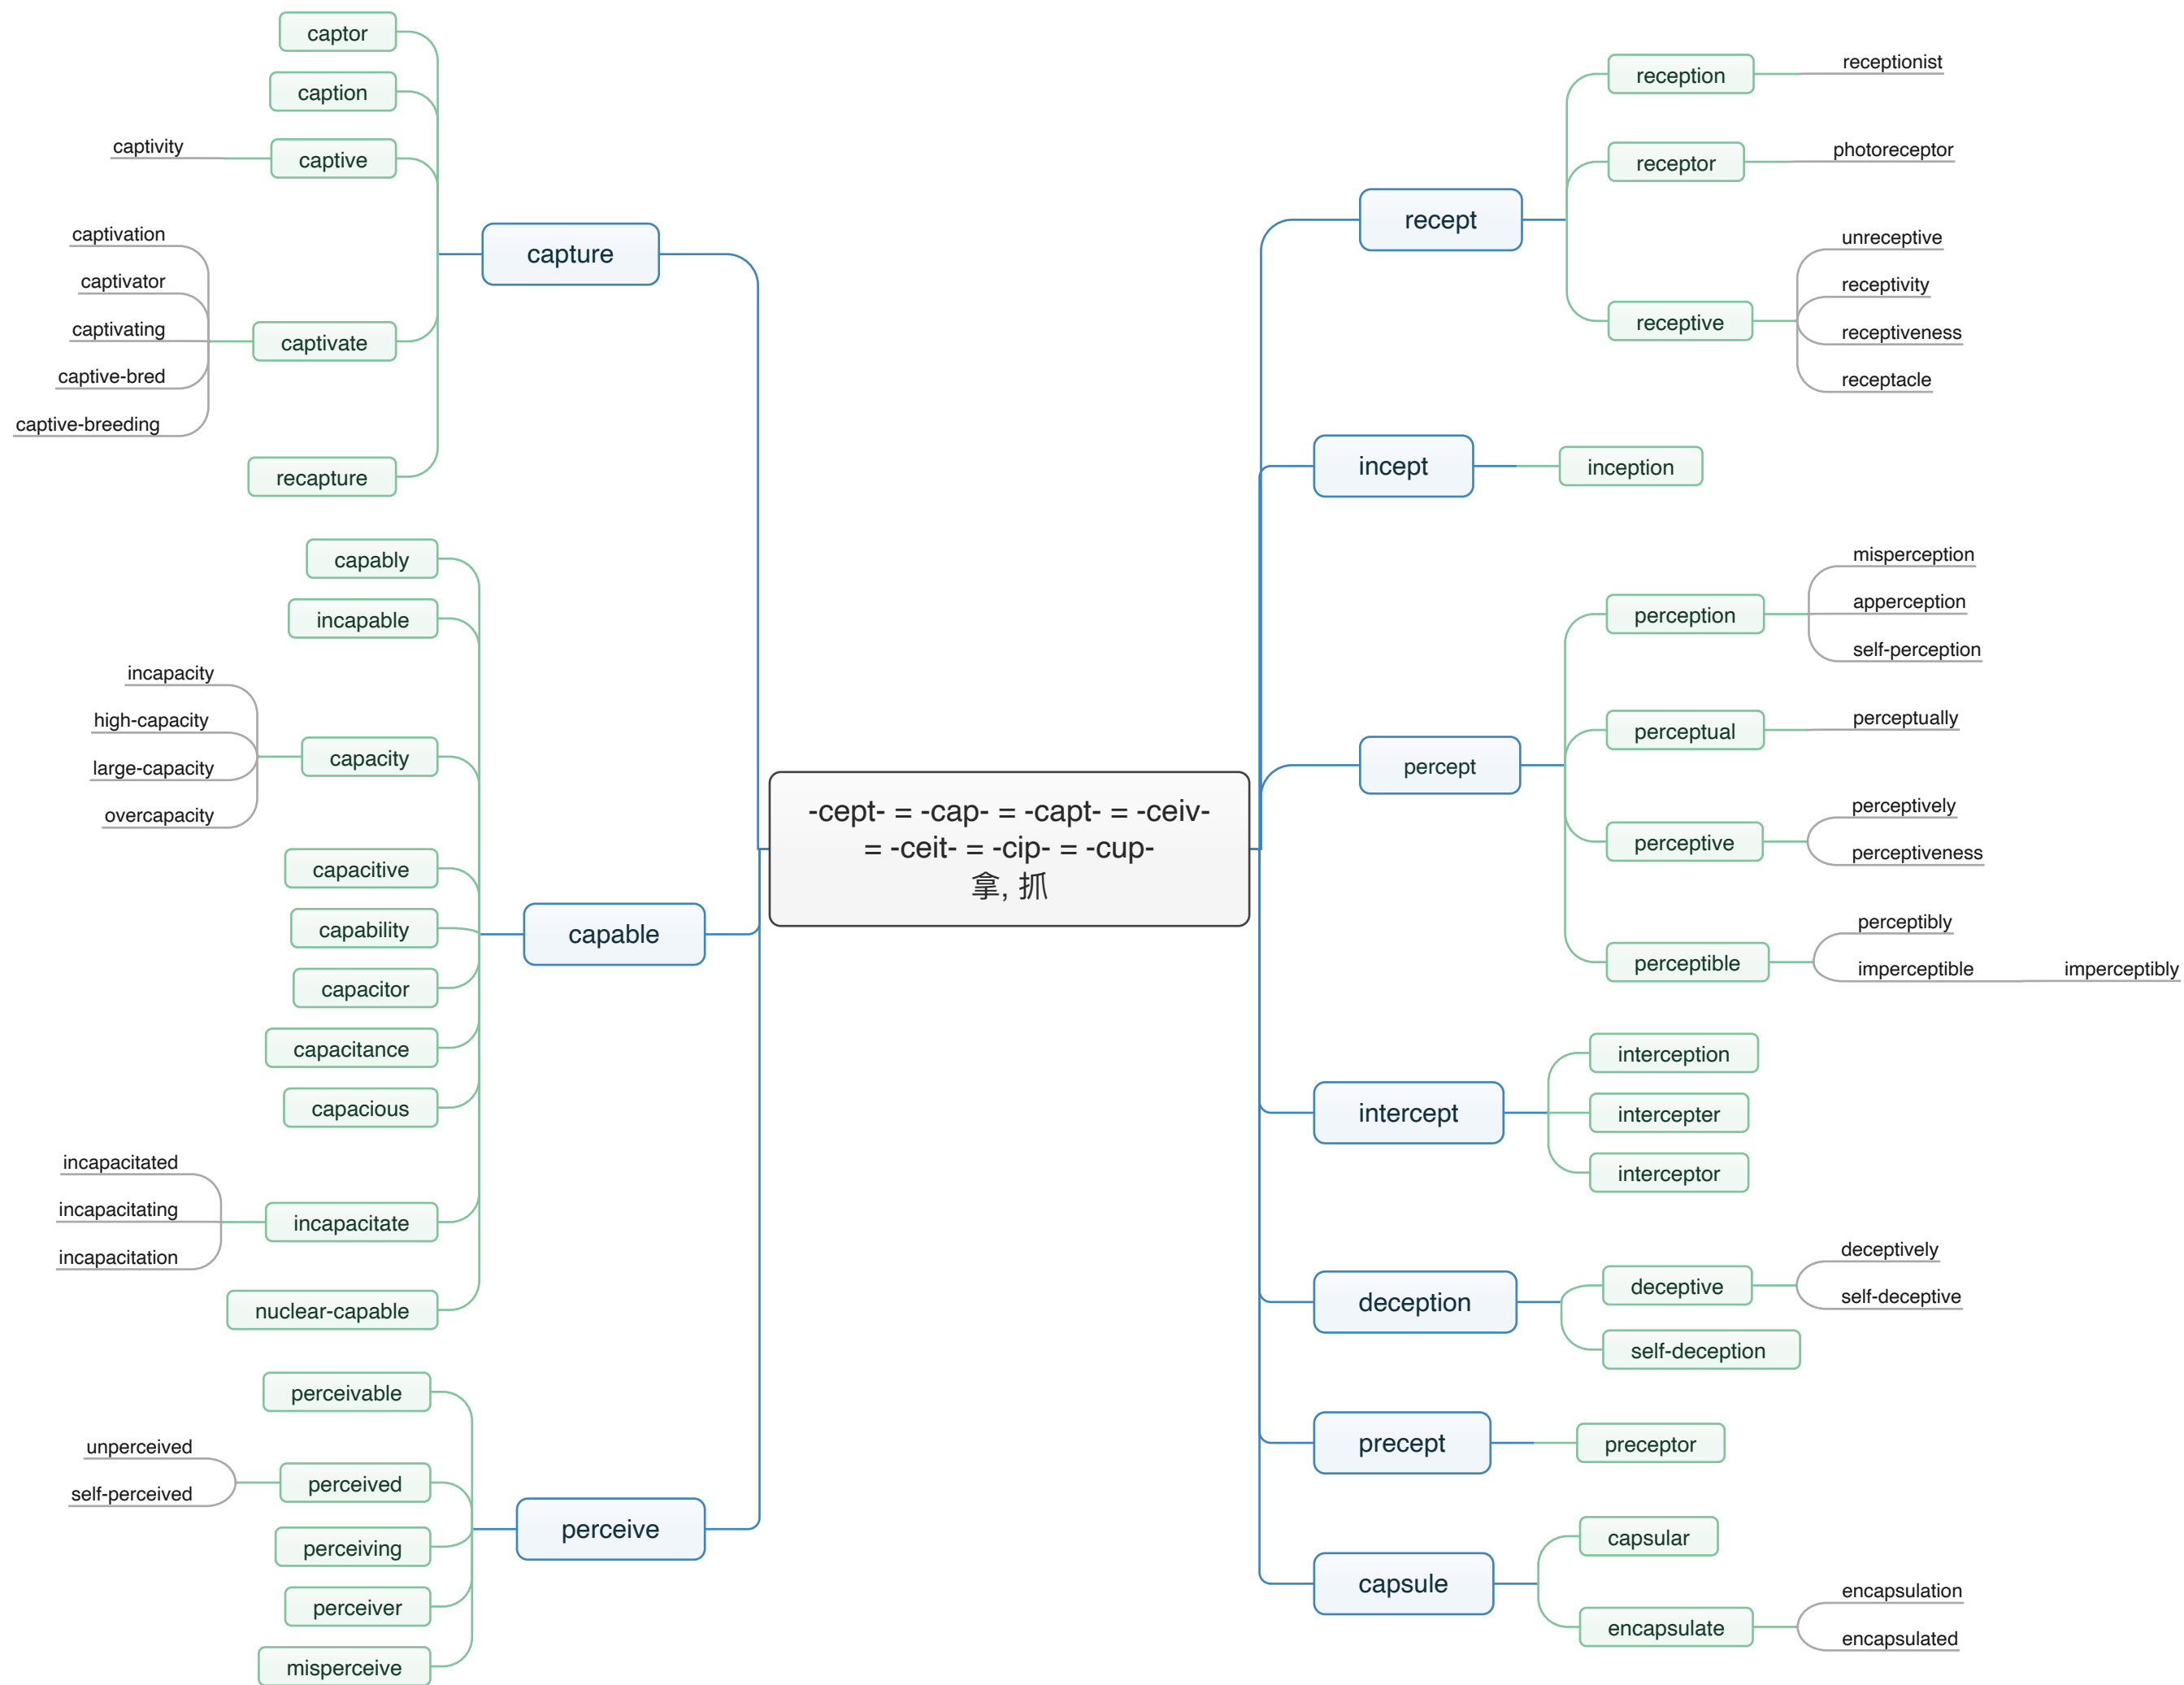 -cept- = -cap- = -capt- = -ceiv-
= -ceit- = -cip- = -cup-
拿, 抓
recept
reception
receptionist
receptor
photoreceptor
receptive
unreceptive
receptivity
receptiveness
receptacle
incept
inception
percept
perception
misperception
apperception
self-perception
perceptual
perceptually
perceptive
perceptively
perceptiveness
perceptible
perceptibly
imperceptible
imperceptibly
intercept
interception
intercepter
interceptor
deception
deceptive
deceptively
self-deceptive
self-deception
precept
preceptor
capsule
capsular
encapsulate
encapsulation
encapsulated
capture
captor
caption
captive
captivity
captivate
captivation
captivator
captivating
captive-bred
captive-breeding
recapture
capable
capably
incapable
capacity
incapacity
high-capacity
large-capacity
overcapacity
capacitive
capability
capacitor
capacitance
capacious
incapacitate
incapacitated
incapacitating
incapacitation
nuclear-capable
perceive
perceivable
perceived
unperceived
self-perceived
perceiving
perceiver
misperceive